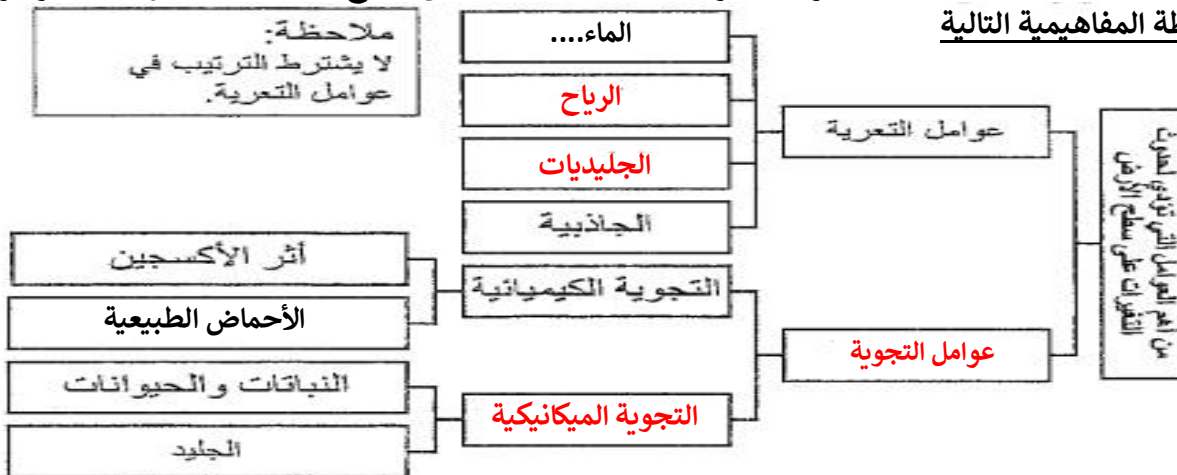 ظة المفاهيمية التالية
ملاحظة:
لا يشترط الترتيب في
عوامل التعرية.
الماء....
الرياح
الجليديات
الجاذبية
عوامل التعرية
من أهم العوامل التي تؤدي لحدوث
التغيرات على سطح الأرض
عوامل التجوية
التجوية الكيميائية
أثر الأكسجين
الأحماض الطبيعية
التجوية الميكانيكية
النباتات والحيوانات
الجليد